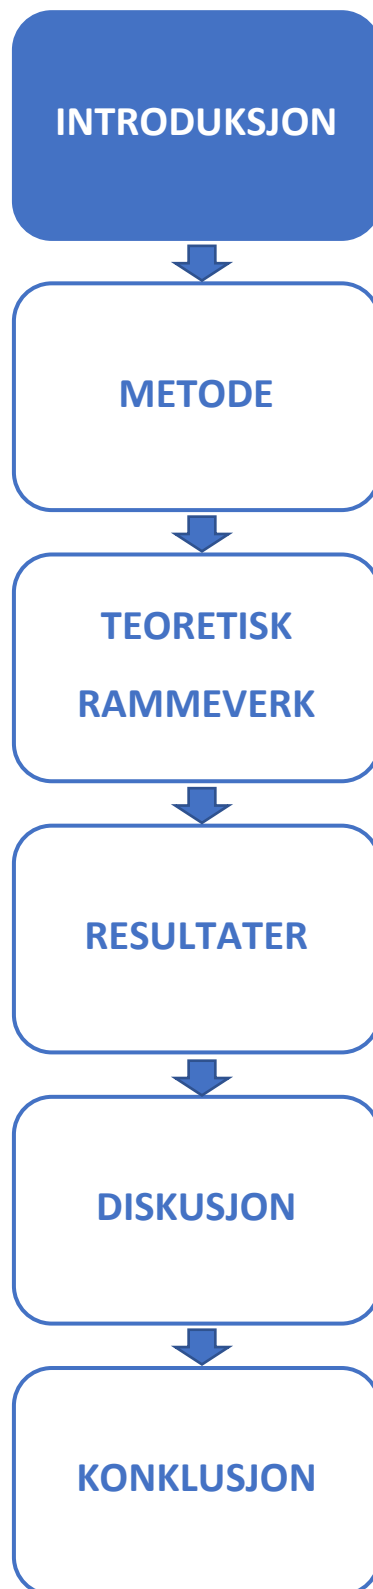 INTRODUKSJON
METODE
TEORETISK
RAMMEVERK
RESULTATER
DISKUSJON
KONKLUSJON